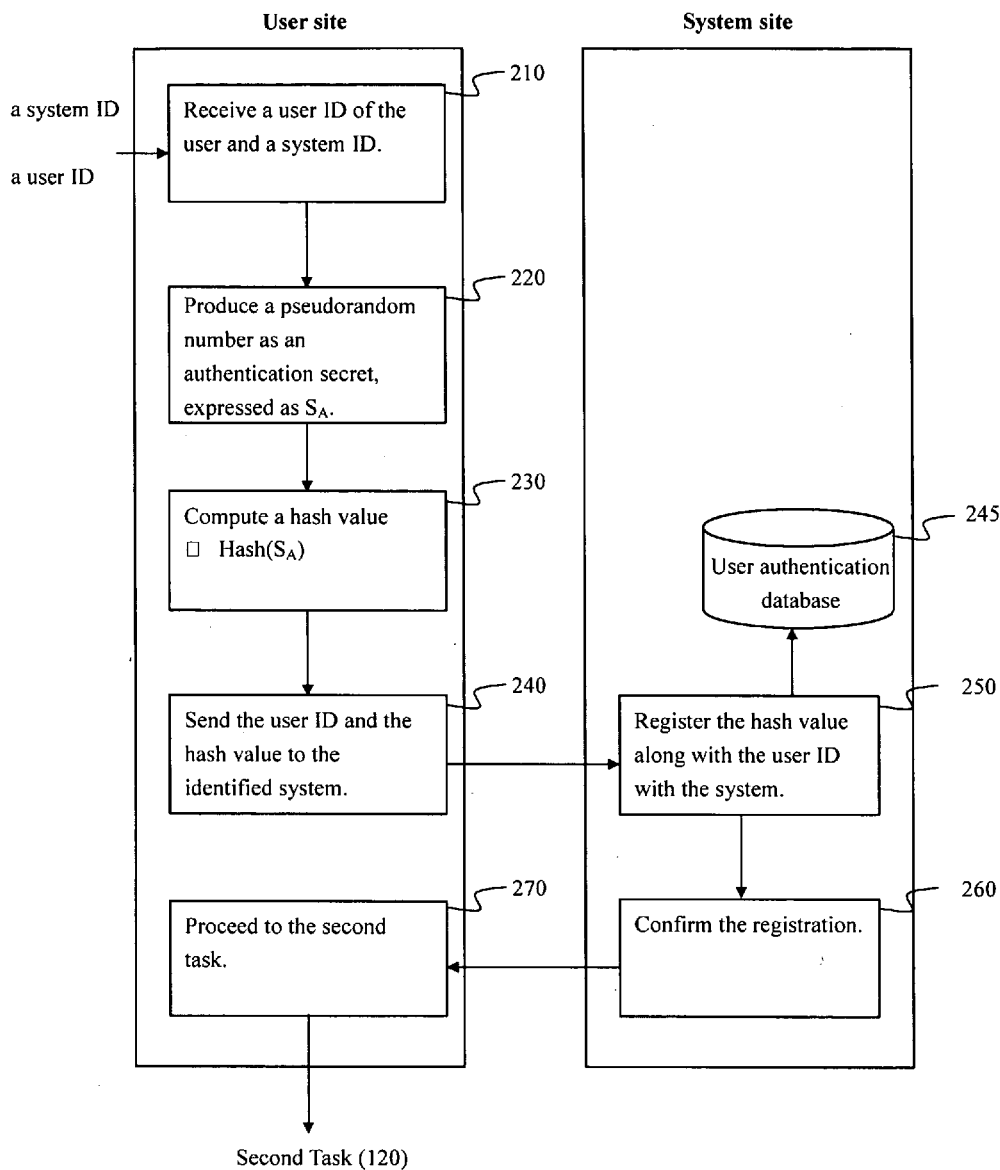 User site
System site
210
a system ID
a user ID
Receive a user ID of the
user and a system ID.
220
Produce a pseudorandom
number as an
authentication secret,
expressed as S_A.
230
Compute a hash value
□ Hash(S_A)
245
User authentication
database
240
Send the user ID and the
hash value to the
identified system.
250
Register the hash value
along with the user ID
with the system.
270
Proceed to the second
task.
260
Confirm the registration.
Second Task (120)